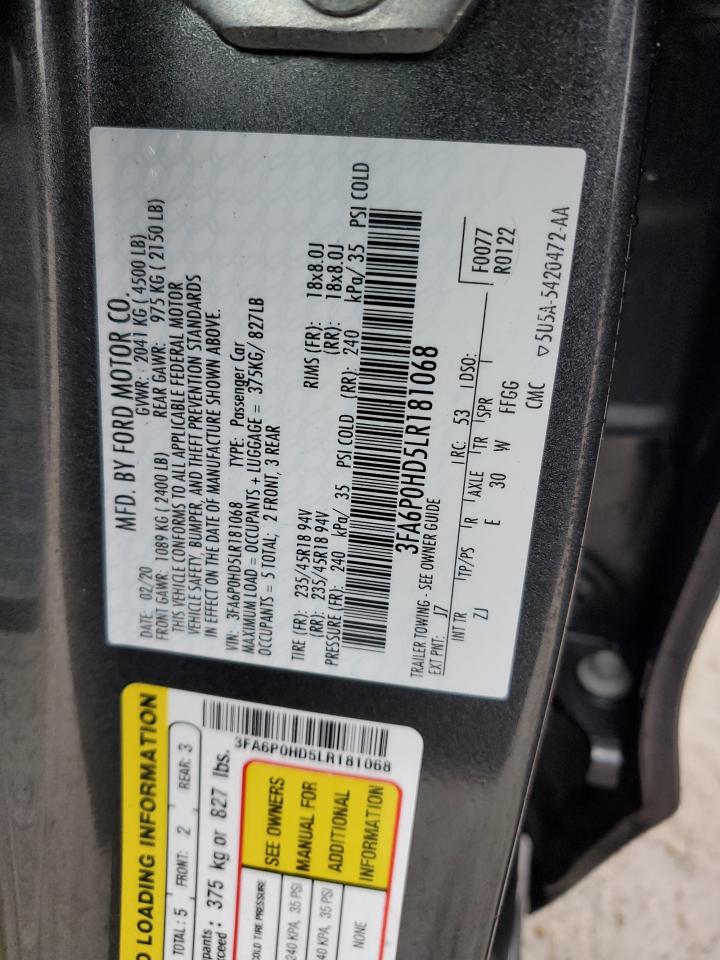 MFD. BY FORD MOTOR CO.
DATE: 02/20 GVWR: 2041 KG ( 4500 LB)
FRONT GAWR: 1089 KG ( 2400 LB) REAR GAWR: 975 KG ( 2150 LB)
THIS VEHICLE CONFORMS TO ALL APPLICABLE FEDERAL MOTOR
VEHICLE SAFETY, BUMPER, AND THEFT PREVENTION STANDARDS
IN EFFECT ON THE DATE OF MANUFACTURE SHOWN ABOVE.
VIN: 3FA6P0HD5LR181068 TYPE: Passenger Car
MAXIMUM LOAD = OCCUPANTS + LUGGAGE = 375KG/ 827LB
OCCUPANTS = 5 TOTAL; 2 FRONT, 3 REAR
TIRE (FR): 235/45R18 94V RIMS (FR): 18x8.0J
(RR): 235/45R18 94V (RR): 18x8.0J
PRESSURE (FR): 240 kPa/ 35 PSI COLD (RR): 240 kPa/ 35 PSI COLD
3FA6P0HD5LR181068
TRAILER TOWING - SEE OWNER GUIDE
EXT PNT: J7 RC: 53 DSO:
INT TR TP/PS R AXLE TR SPR
ZJ E 30 W FFGG
F0077
R0122
CMC ▽5U5A-5420472-AA
D LOADING INFORMATION
TOTAL : 5 FRONT: 2 REAR: 3
pants : 375 kg or 827 lbs.
xceed :
3FA6P0HD5LR181068
COLD TIRE PRESSURE
240 KPA, 35 PSI
40 KPA, 35 PSI
NONE
SEE OWNERS
MANUAL FOR
ADDITIONAL
INFORMATION